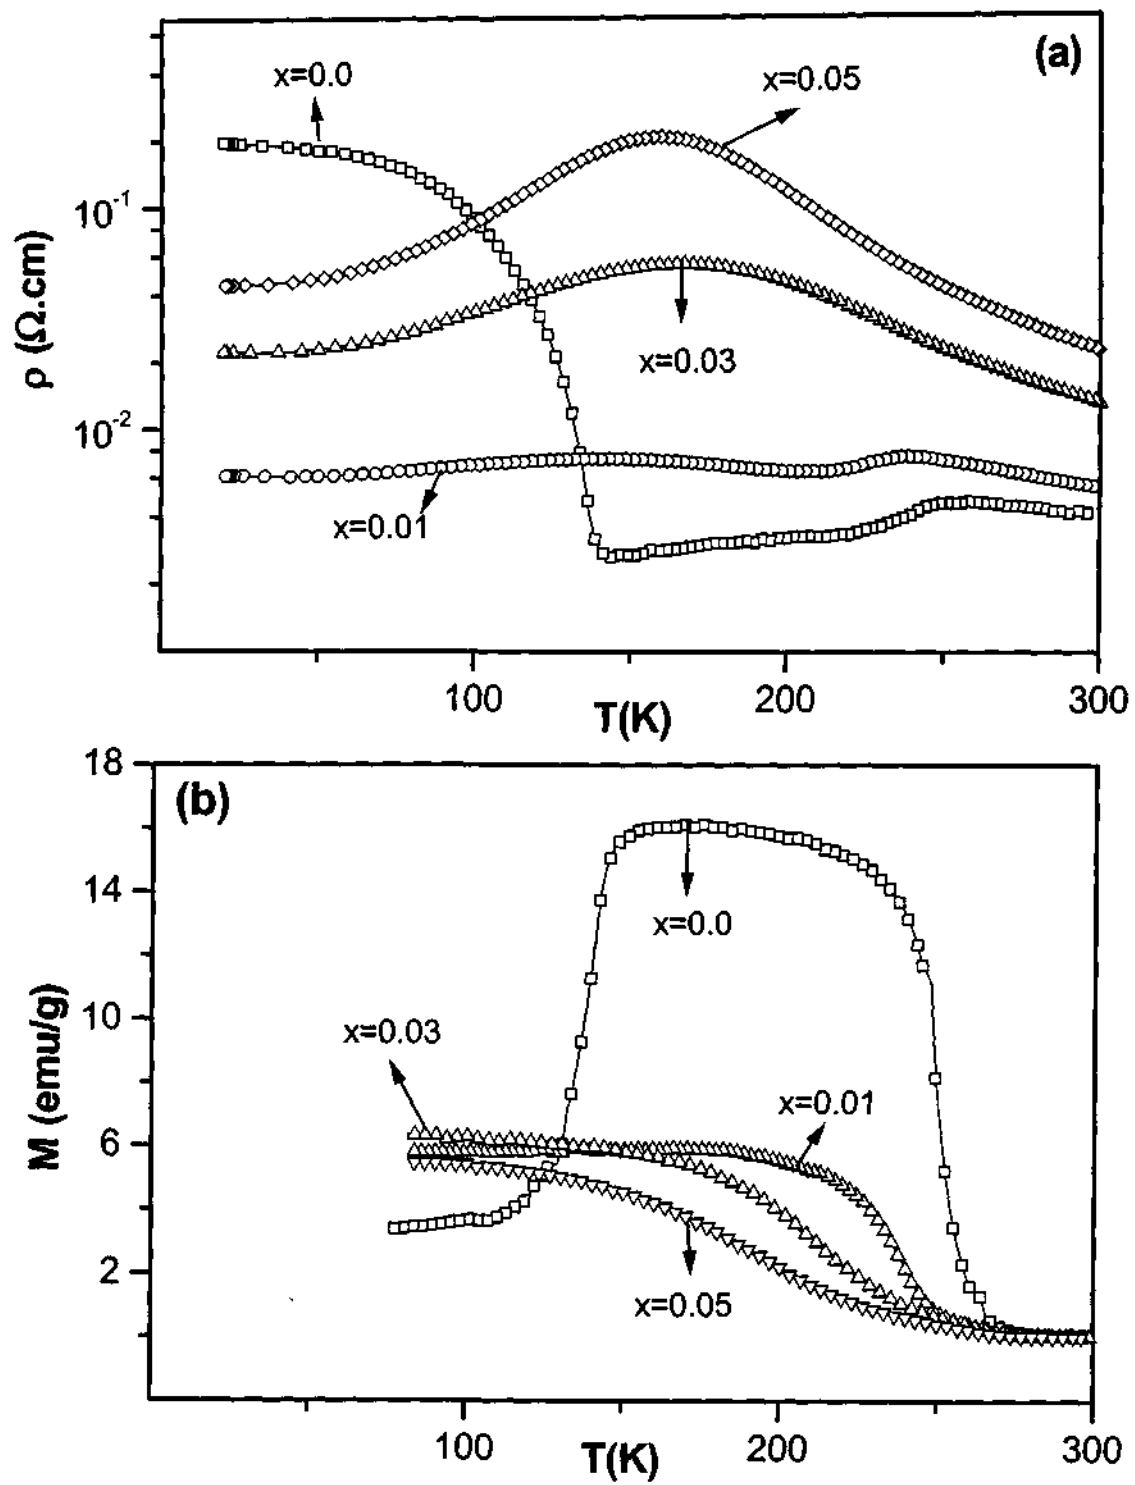 (a)
x=0.0
x=0.05
10-1
x=0.03
10-2
x=0.01
ρ (Ω.cm)
100
200
300
T(K)
18
(b)
14
x=0.0
10
x=0.03
x=0.01
6
x=0.05
2
M (emu/g)
100
200
300
T(K)